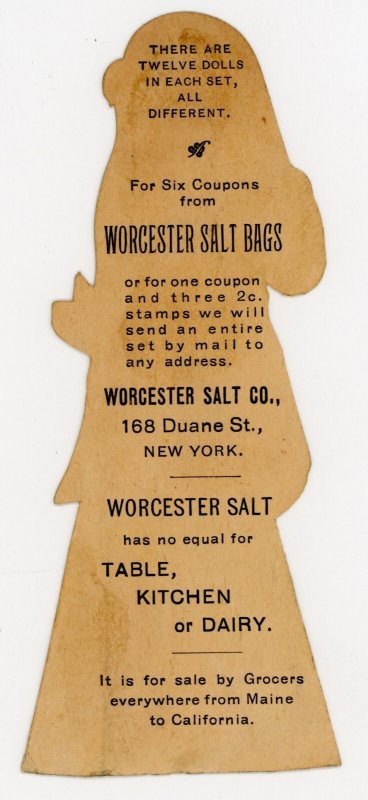 THERE ARE
TWELVE DOLLS
IN EACH SET,
ALL
DIFFERENT.
For Six Coupons
from
WORCESTER SALT BAGS
or for one coupon
and three 2c.
stamps we will
send an entire
set by mail to
any address.
WORCESTER SALT CO.,
168 Duane St.,
NEW YORK.
WORCESTER SALT
has no equal for
TABLE,
KITCHEN
or DAIRY.
It is for sale by Grocers
everywhere from Maine
to California.